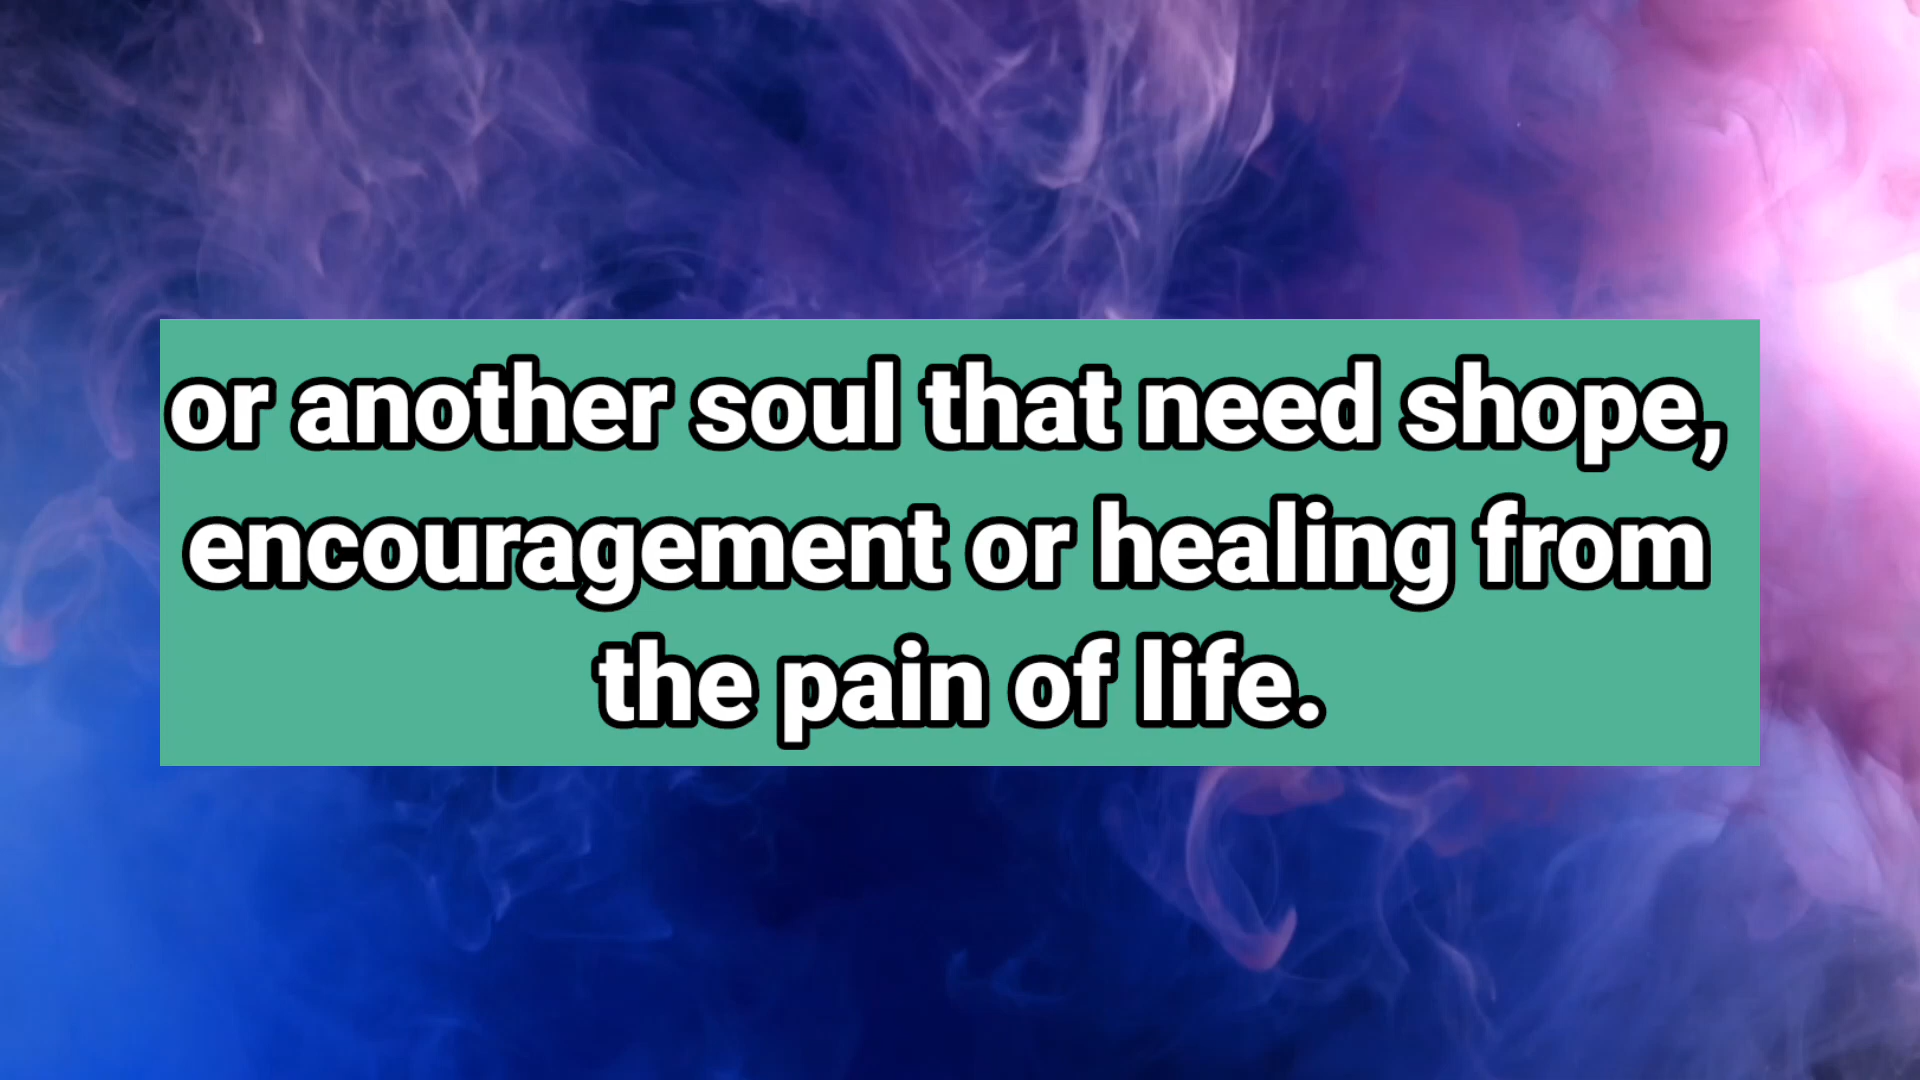 or another soul that need shope,
encouragement or healing from
the pain of life.